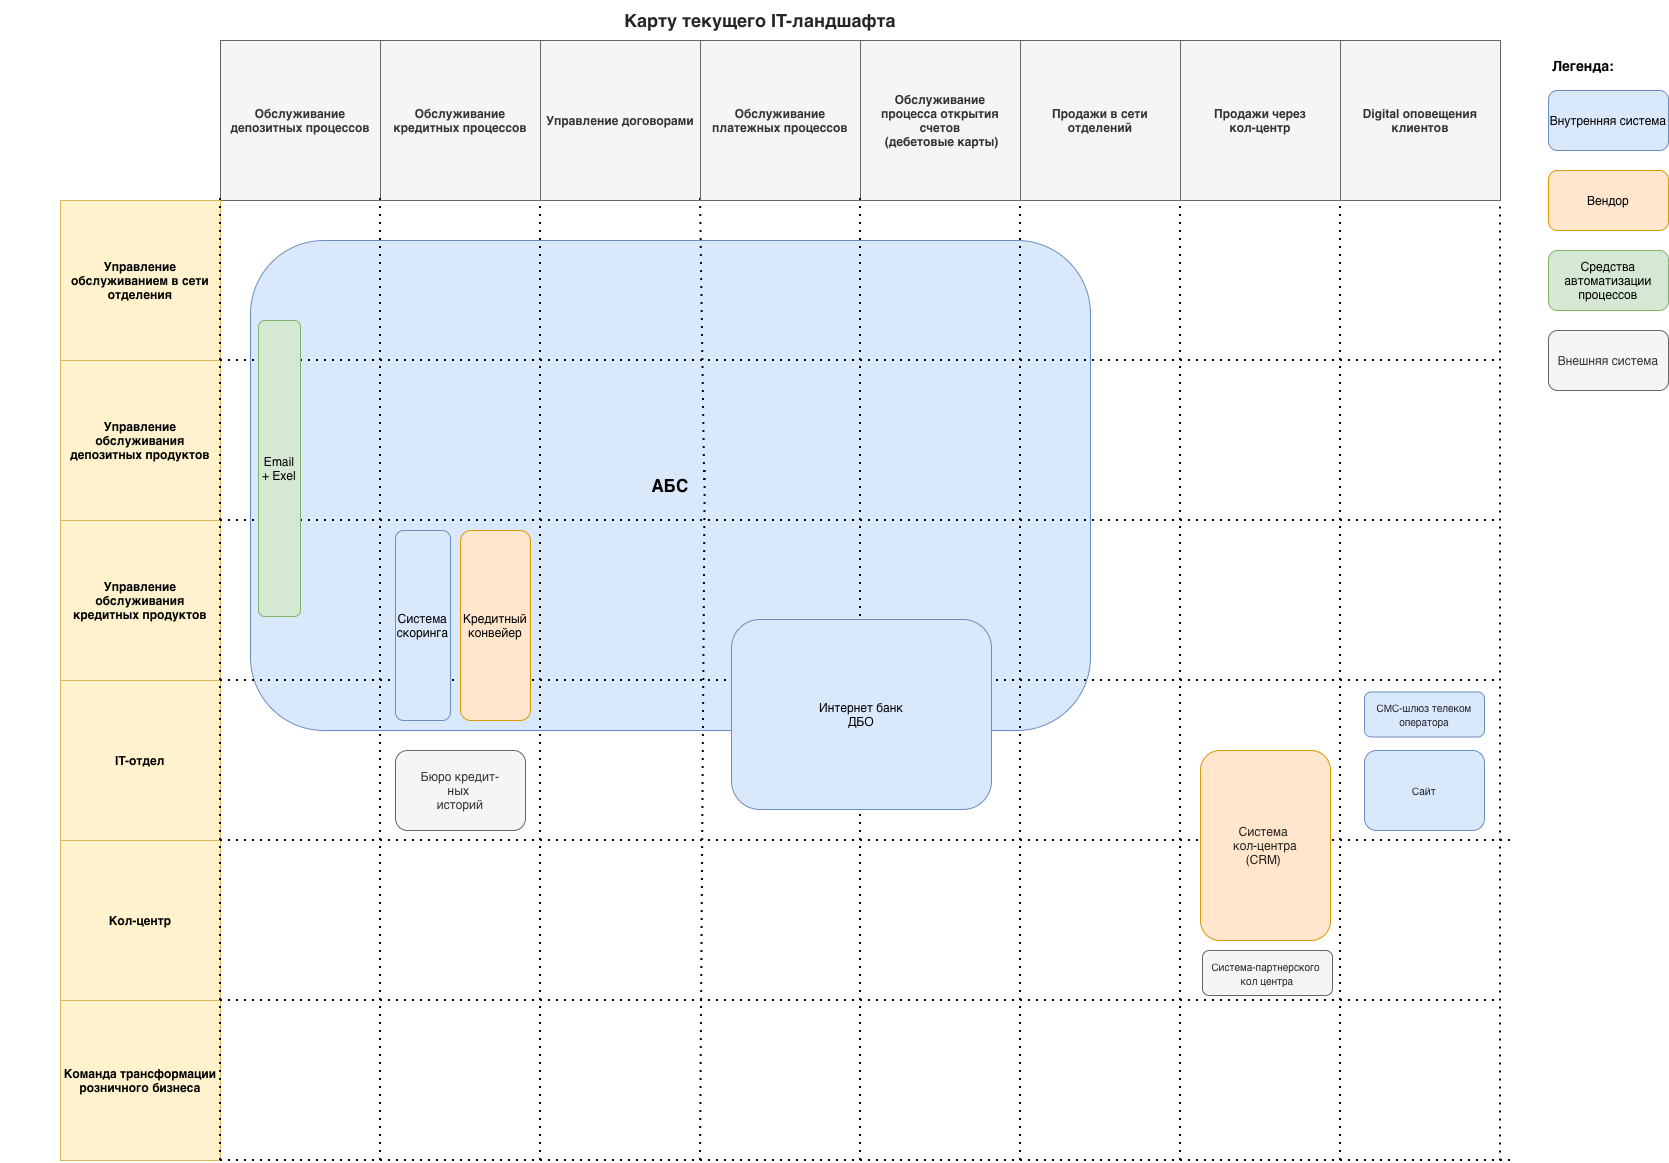 Карту текущего IT-ландшафта
Обслуживание
депозитных процессов
Обслуживание
кредитных процессов
Управление договорами
Обслуживание
платежных процессов
Обслуживание
процесса открытия
счетов
(дебетовые карты)
Продажи в сети
отделений
Продажи через
кол-центр
Digital оповещения
клиентов
Легенда:
Внутренняя система
Вендор
Средства
автоматизации
процессов
Внешняя система
Управление
обслуживанием в сети
отделения
Управление
обслуживания
депозитных продуктов
Email
+ Exel
АБС
Управление
обслуживания
кредитных продуктов
Система
скоринга
Кредитный
конвейер
Интернет банк
ДБО
IT-отдел
Бюро кредит-
ных
историй
СМС-шлюз телеком
оператора
Сайт
Система
кол-центра
(CRM)
Кол-центр
Система-партнерского
кол центра
Команда трансформации
розничного бизнеса